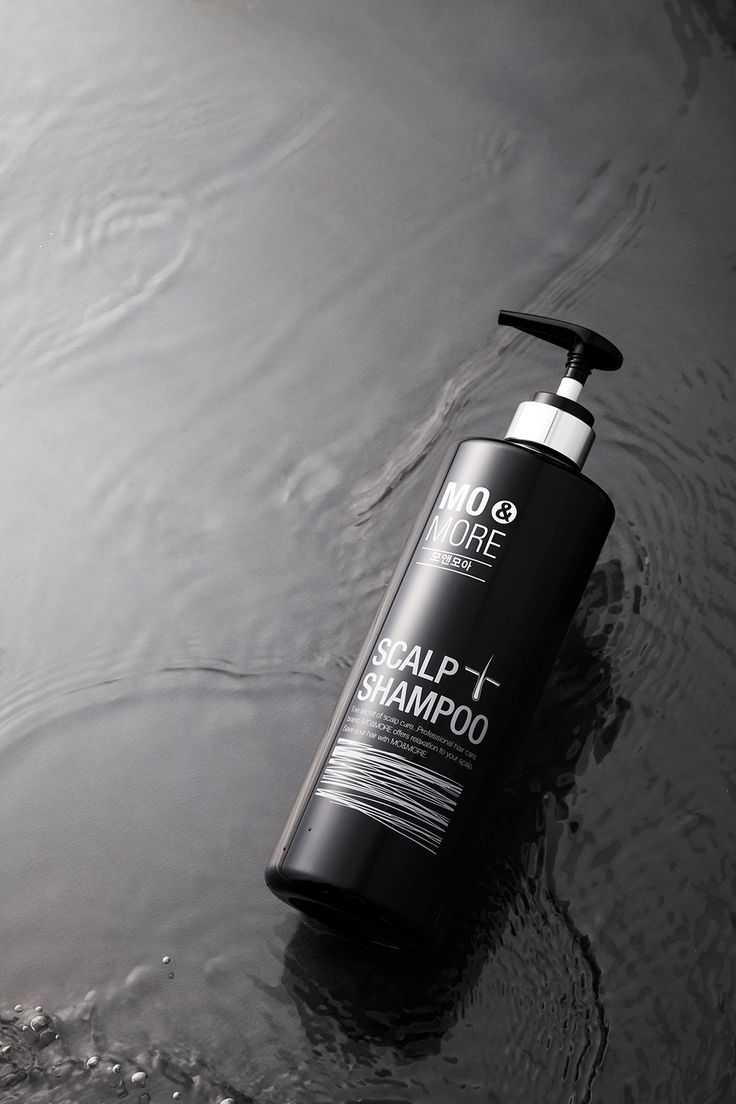 MO &
MORE
모앤모아
SCALP
SHAMPOO
The secret of scalp care, Professional hair care
brand. MO&MORE offers relaxation to your scalp.
Save your hair with MO&MORE.